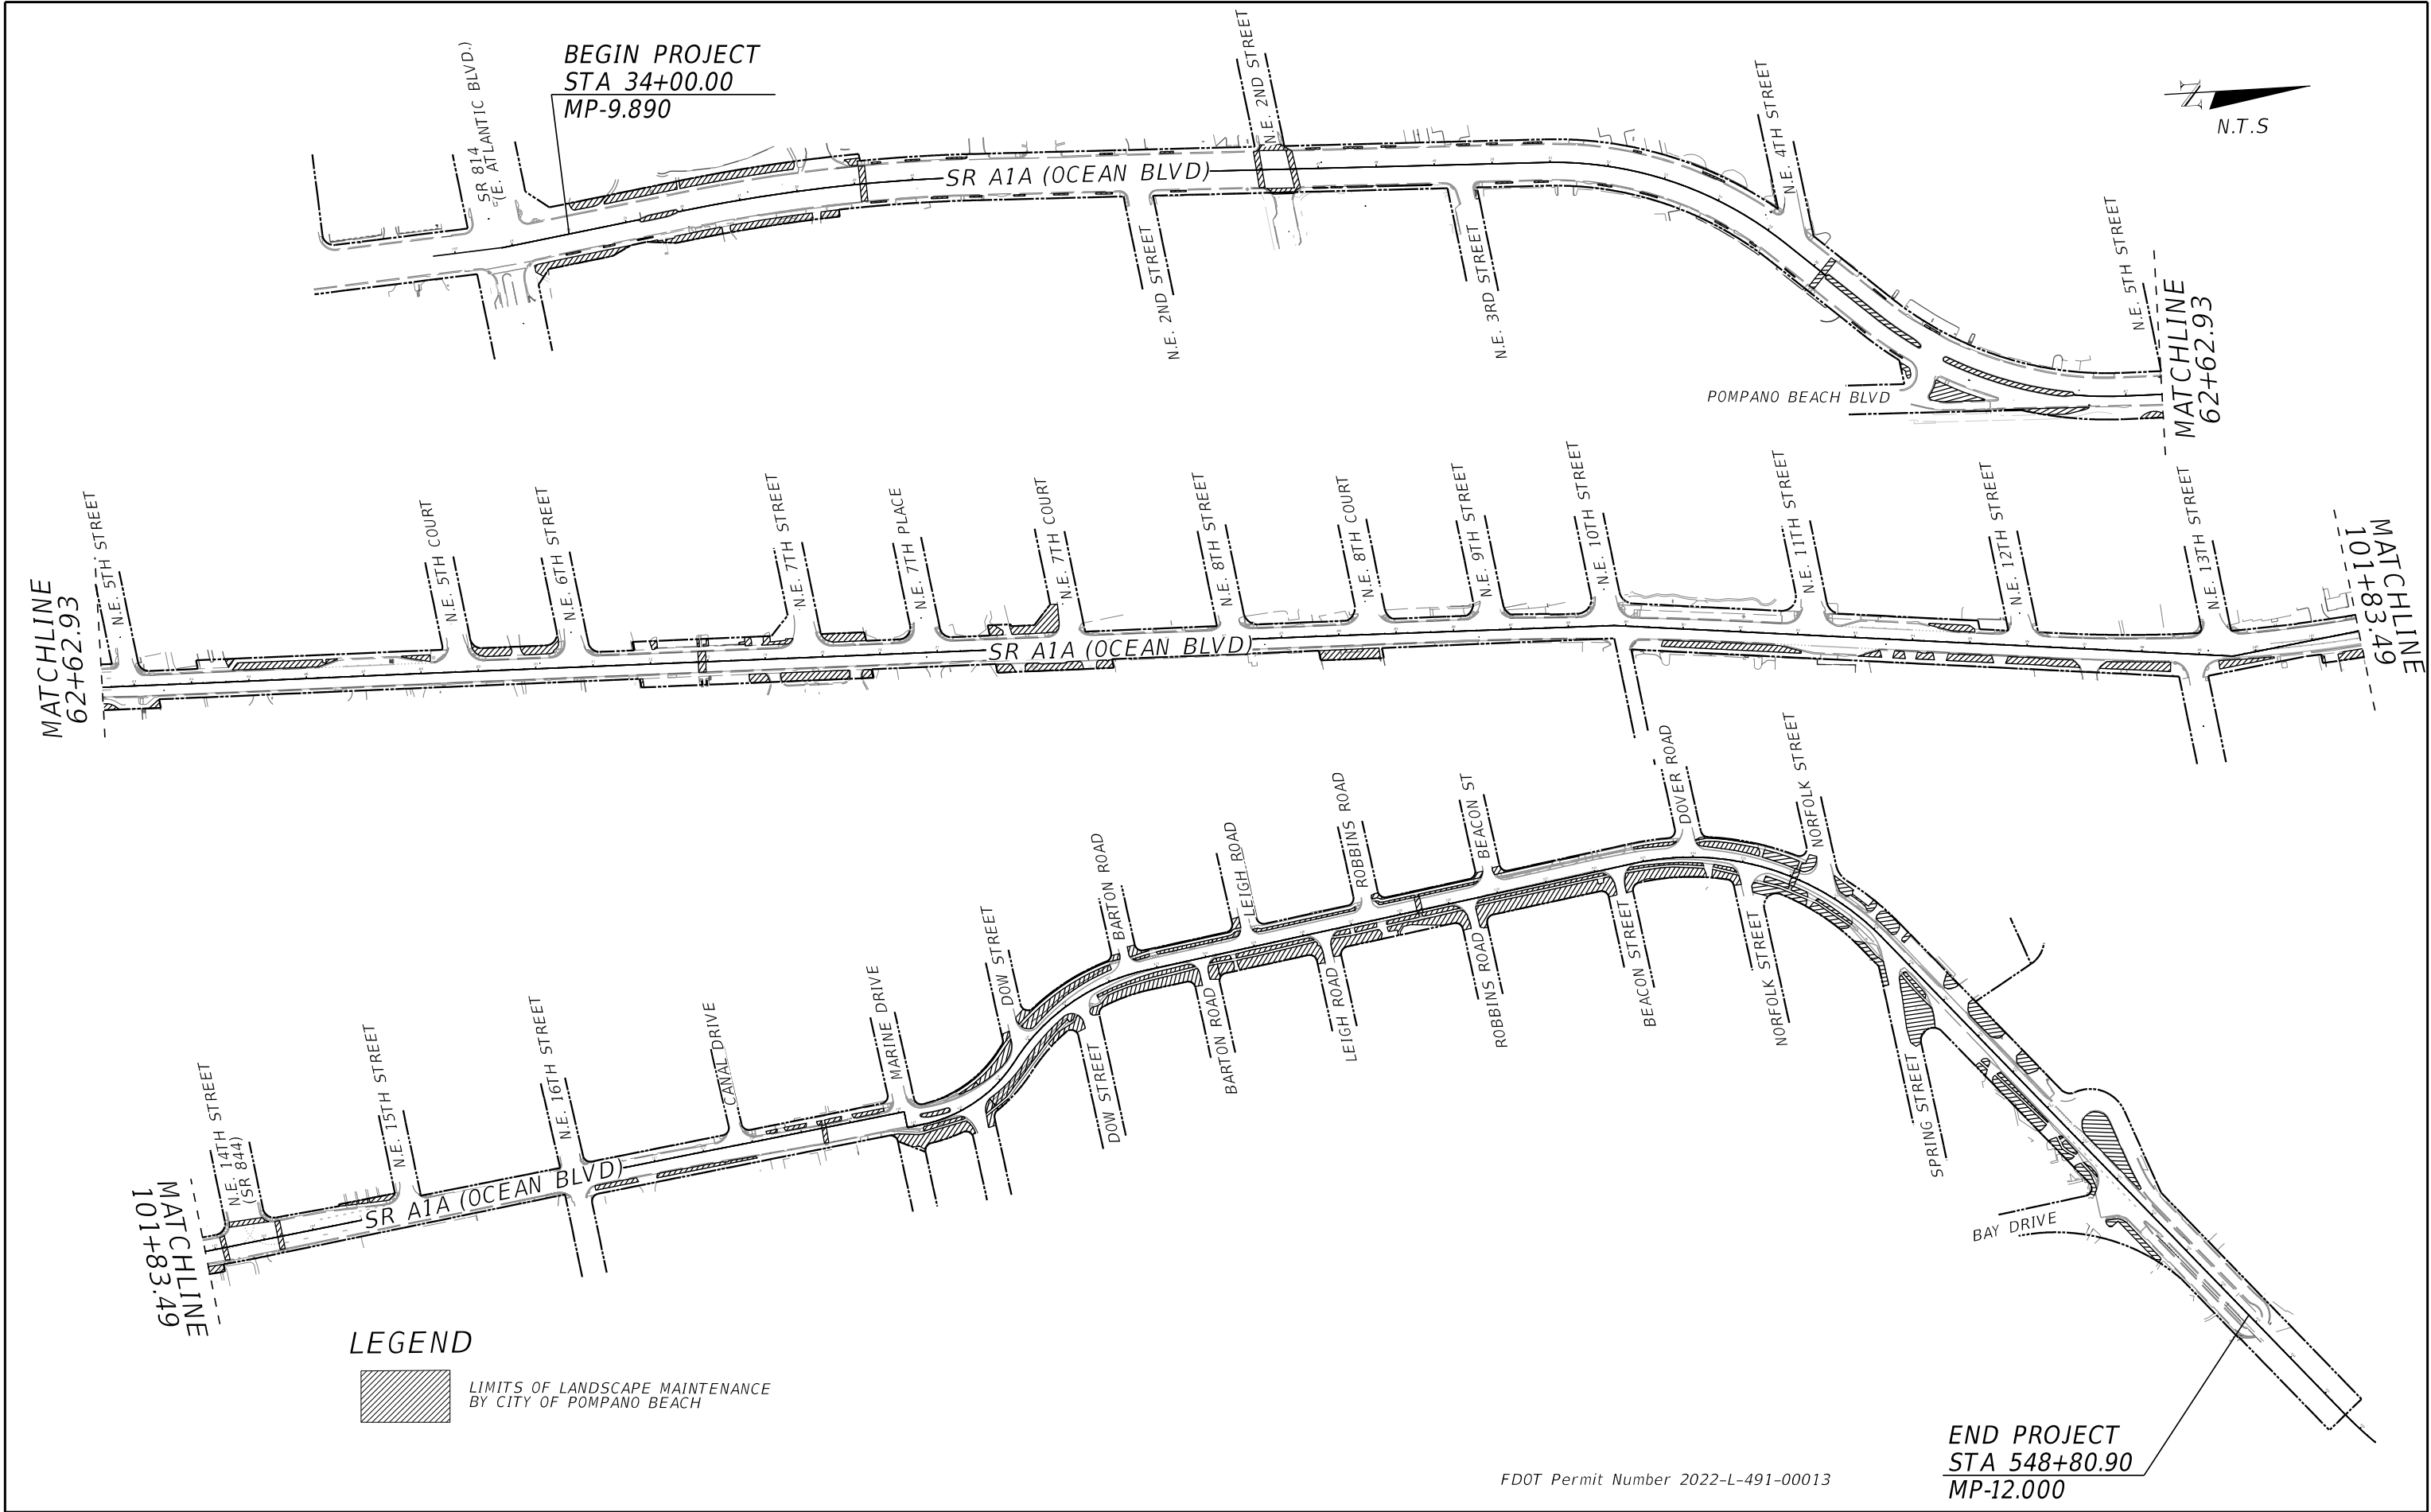 BEGIN PROJECT
STA 34+00.00
MP-9.890
SR 814
(E. ATLANTIC BLVD.)
SR A1A (OCEAN BLVD)
N.E. 2ND STREET
N.E. 2ND STREET
N.E. 3RD STREET
N.E. 4TH STREET
N.E. 5TH STREET
POMPANO BEACH BLVD
MATCHLINE
62+62.93
N
N.T.S
MATCHLINE
62+62.93
N.E. 5TH STREET
N.E. 5TH COURT
N.E. 6TH STREET
N.E. 7TH STREET
N.E. 7TH PLACE
N.E. 7TH COURT
N.E. 8TH STREET
N.E. 8TH COURT
N.E. 9TH STREET
N.E. 10TH STREET
N.E. 11TH STREET
N.E. 12TH STREET
N.E. 13TH STREET
SR A1A (OCEAN BLVD)
MATCHLINE
101+83.49
MATCHLINE
101+83.49
N.E. 14TH STREET
(SR 844)
N.E. 15TH STREET
N.E. 16TH STREET
CANAL DRIVE
MARINE DRIVE
DOW STREET
BARTON ROAD
LEIGH ROAD
ROBBINS ROAD
BEACON ST
DOVER ROAD
NORFOLK STREET
SR A1A (OCEAN BLVD)
DOW STREET
BARTON ROAD
LEIGH ROAD
ROBBINS ROAD
BEACON STREET
NORFOLK STREET
SPRING STREET
BAY DRIVE
LEGEND
LIMITS OF LANDSCAPE MAINTENANCE
BY CITY OF POMPANO BEACH
END PROJECT
STA 548+80.90
MP-12.000
FDOT Permit Number 2022-L-491-00013